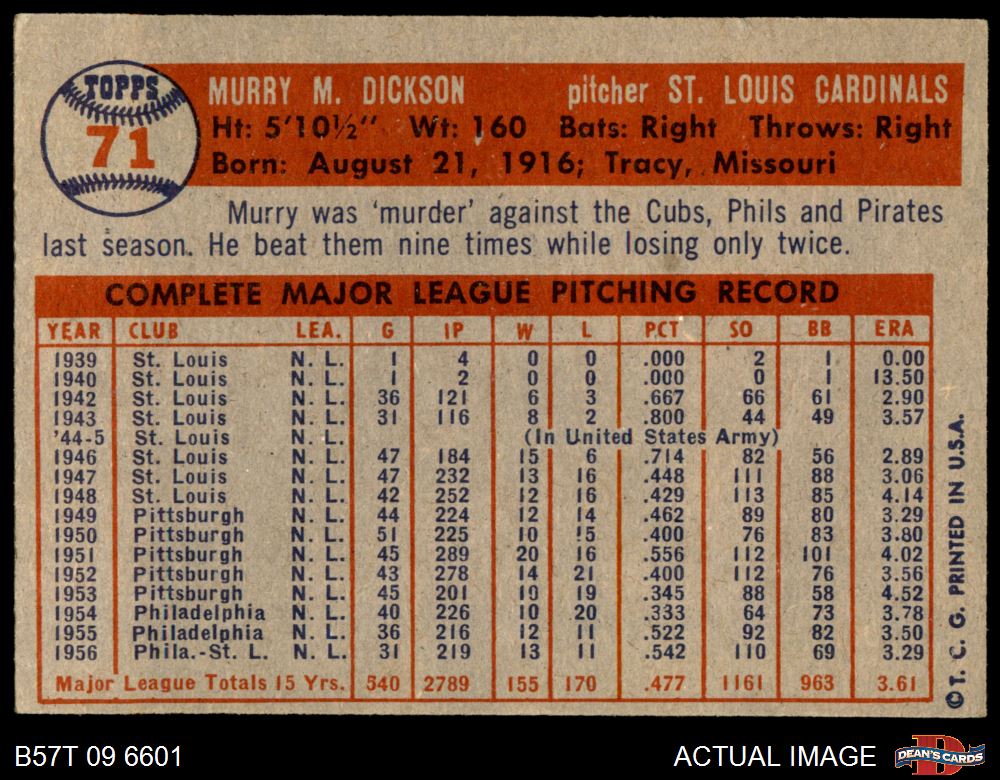 TOPPS
71
MURRY M. DICKSON pitcher ST. LOUIS CARDINALS
Ht: 5'10½" Wt: 160 Bats: Right Throws: Right
Born: August 21, 1916; Tracy, Missouri
Murry was 'murder' against the Cubs, Phils and Pirates
last season. He beat them nine times while losing only twice.
COMPLETE MAJOR LEAGUE PITCHING RECORD
YEAR CLUB LEA. G IP W L PCT SO BB ERA
1939 St. Louis N. L. 1 4 0 0 .000 2 1 0.00
1940 St. Louis N. L. 1 2 0 0 .000 0 1 13.50
1942 St. Louis N. L. 36 121 6 3 .667 66 61 2.90
1943 St. Louis N. L. 31 116 8 2 .800 44 49 3.57
'44-5 St. Louis N. L. (In United States Army)
1946 St. Louis N. L. 47 184 15 6 .714 82 56 2.89
1947 St. Louis N. L. 47 232 13 16 .448 111 88 3.06
1948 St. Louis N. L. 42 252 12 16 .429 113 85 4.14
1949 Pittsburgh N. L. 44 224 12 14 .462 89 80 3.29
1950 Pittsburgh N. L. 51 225 10 15 .400 76 83 3.80
1951 Pittsburgh N. L. 45 289 20 16 .556 112 101 4.02
1952 Pittsburgh N. L. 43 278 14 21 .400 112 76 3.56
1953 Pittsburgh N. L. 45 201 10 19 .345 88 58 4.52
1954 Philadelphia N. L. 40 226 10 20 .333 64 73 3.78
1955 Philadelphia N. L. 36 216 12 11 .522 92 82 3.50
1956 Phila.-St. L. N. L. 31 219 13 11 .542 110 69 3.29
Major League Totals 15 Yrs. 540 2789 155 170 .477 1161 963 3.61
©T. C. G. PRINTED IN U.S.A.
B57T 09 6601
ACTUAL IMAGE
DEAN'S CARDS